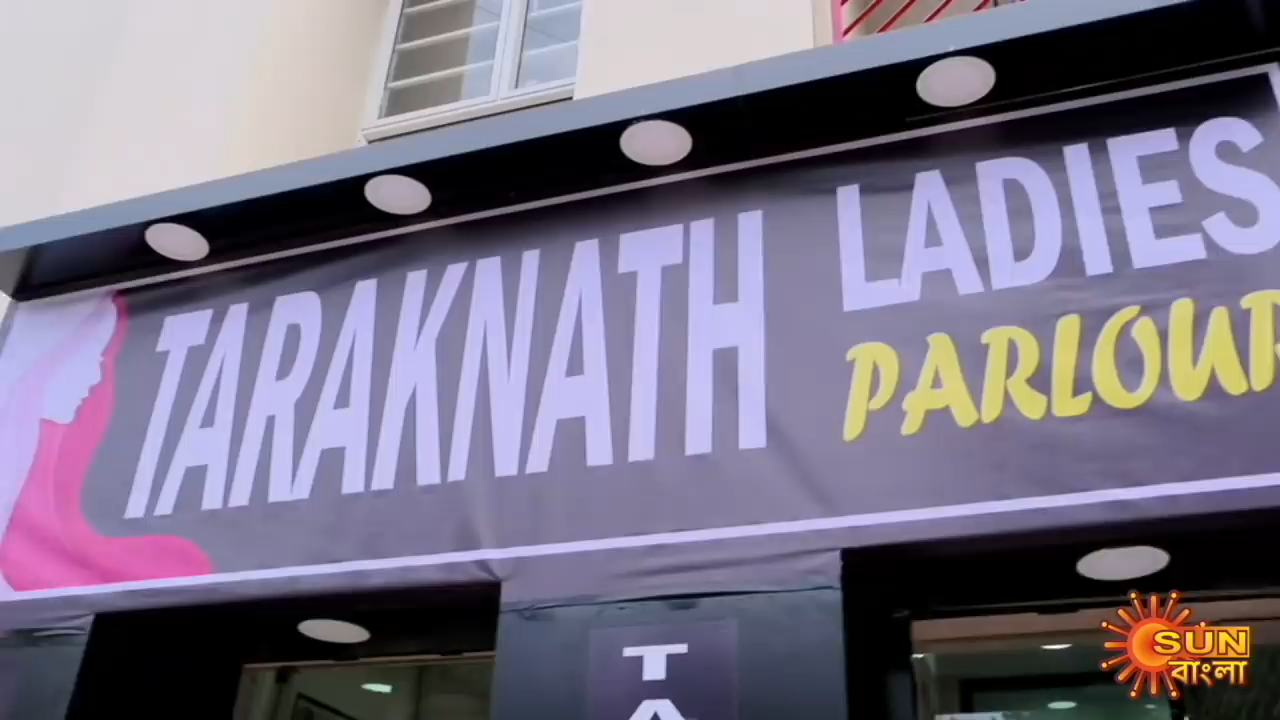 TARAKNATH
LADIES
PARLOUR
T
A
SUN
বাংলা